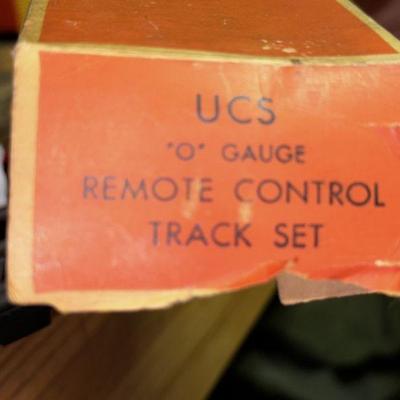 UCS
"O" GAUGE
REMOTE CONTROL
TRACK SET